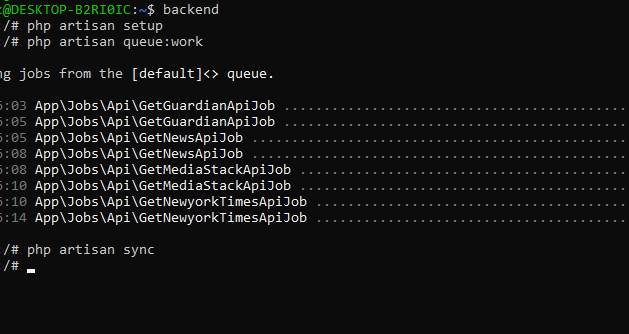 @DESKTOP-B2RI0IC:~$ backend
:/# php artisan setup
:/# php artisan queue:work
ng jobs from the [default]<> queue.
5:03 App\Jobs\Api\GetGuardianApiJob ...........................................
5:05 App\Jobs\Api\GetGuardianApiJob ...........................................
5:05 App\Jobs\Api\GetNewsApiJob ...............................................
5:08 App\Jobs\Api\GetNewsApiJob ...............................................
5:08 App\Jobs\Api\GetMediaStackApiJob .........................................
5:10 App\Jobs\Api\GetMediaStackApiJob .........................................
5:10 App\Jobs\Api\GetNewyorkTimesApiJob .......................................
5:14 App\Jobs\Api\GetNewyorkTimesApiJob .......................................
:/# php artisan sync
:/#